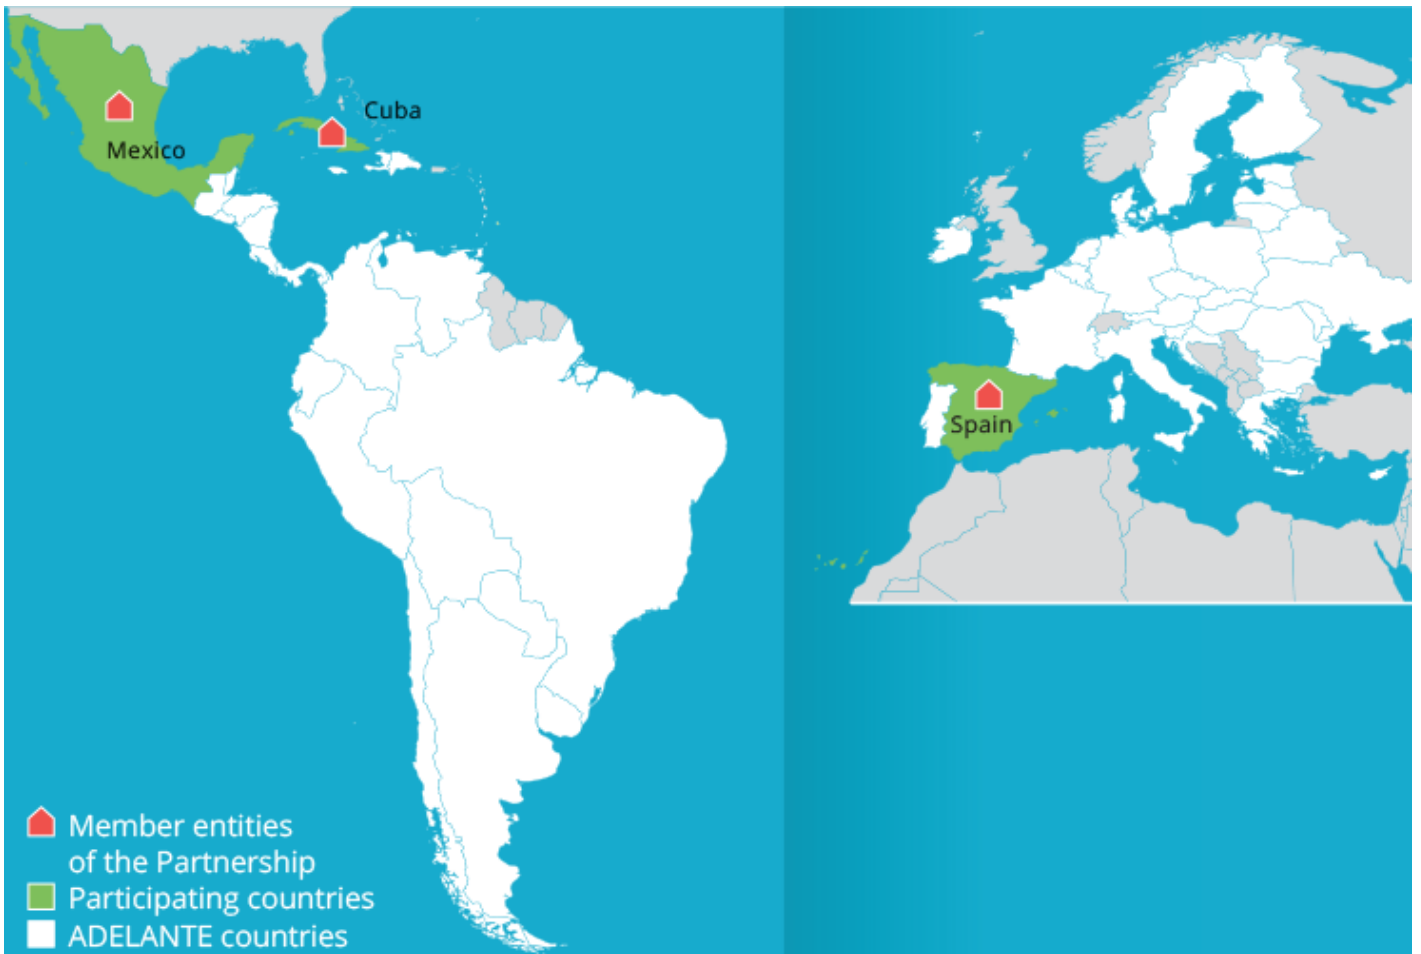 Cuba
Mexico
Spain
Member entities
of the Partnership
Participating countries
ADELANTE countries